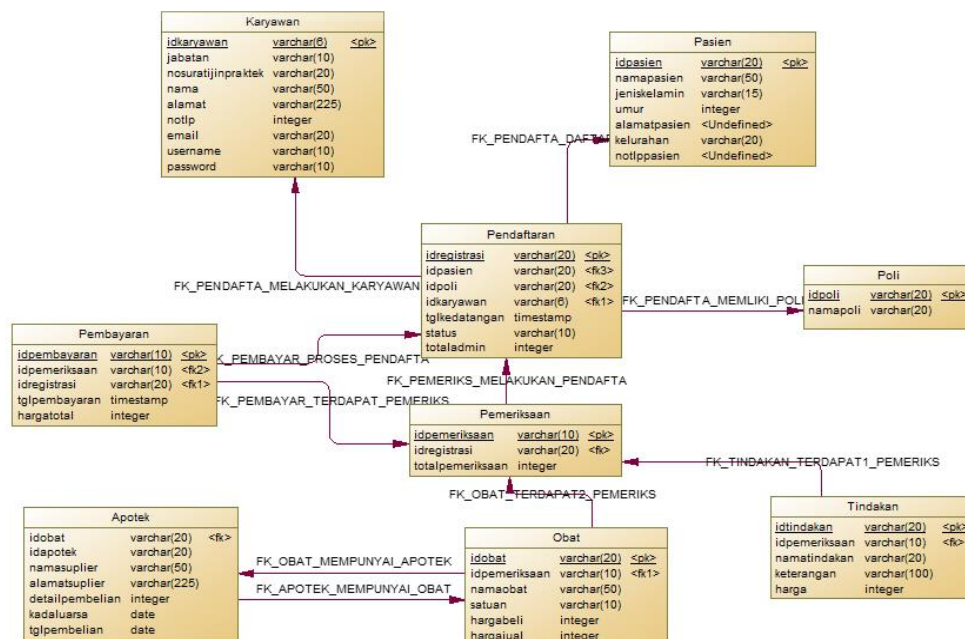 Karyawan
idkaryawan varchar(6) <pk>
jabatan varchar(10)
nosuratijinpraktek varchar(20)
nama varchar(50)
alamat varchar(225)
notlp integer
email varchar(20)
username varchar(10)
password varchar(10)
Pasien
idpasien varchar(20) <pk>
namapasien varchar(50)
jeniskelamin varchar(15)
umur integer
alamatpasien <Undefined>
kelurahan varchar(20)
notlppasien <Undefined>
FK_PENDAFTA_DAFTA
Pendaftaran
idregistrasi varchar(20) <pk>
idpasien varchar(20) <fk3>
idpoli varchar(20) <fk2>
idkaryawan varchar(6) <fk1>
tglkedatangan timestamp
status varchar(10)
totaladmin integer
FK_PENDAFTA_MELAKUKAN_KARYAWAN
FK_PENDAFTA_MEMLIKI_POLI
Poli
idpoli varchar(20) <pk>
namapoli varchar(20)
Pembayaran
idpembayaran varchar(10) <pk>
idpemeriksaan varchar(10) <fk2>
idregistrasi varchar(20) <fk1>
tglpembayaran timestamp
hargatotal integer
K_PEMBAYAR_PROSES_PENDAFTA
FK_PEMERIKS_MELAKUKAN_PENDAFTA
FK_PEMBAYAR_TERDAPAT_PEMERIKS
Pemeriksaan
idpemeriksaan varchar(10) <pk>
idregistrasi varchar(20) <fk>
totalpemeriksaan integer
FK_TINDAKAN_TERDAPAT1_PEMERIKS
FK_OBAT_TERDAPAT2_PEMERIKS
Tindakan
idtindakan varchar(20) <pk>
idpemeriksaan varchar(10) <fk>
namatindakan varchar(20)
keterangan varchar(100)
harga integer
Apotek
idobat varchar(20) <fk>
idapotek varchar(20)
namasuplier varchar(50)
alamatsuplier varchar(225)
detailpembelian integer
kadaluarsa date
tglpembelian date
FK_OBAT_MEMPUNYAI_APOTEK
FK_APOTEK_MEMPUNYAI_OBAT
Obat
idobat varchar(20) <pk>
idpemeriksaan varchar(10) <fk1>
namaobat varchar(50)
satuan varchar(10)
hargabeli integer
hargajual integer